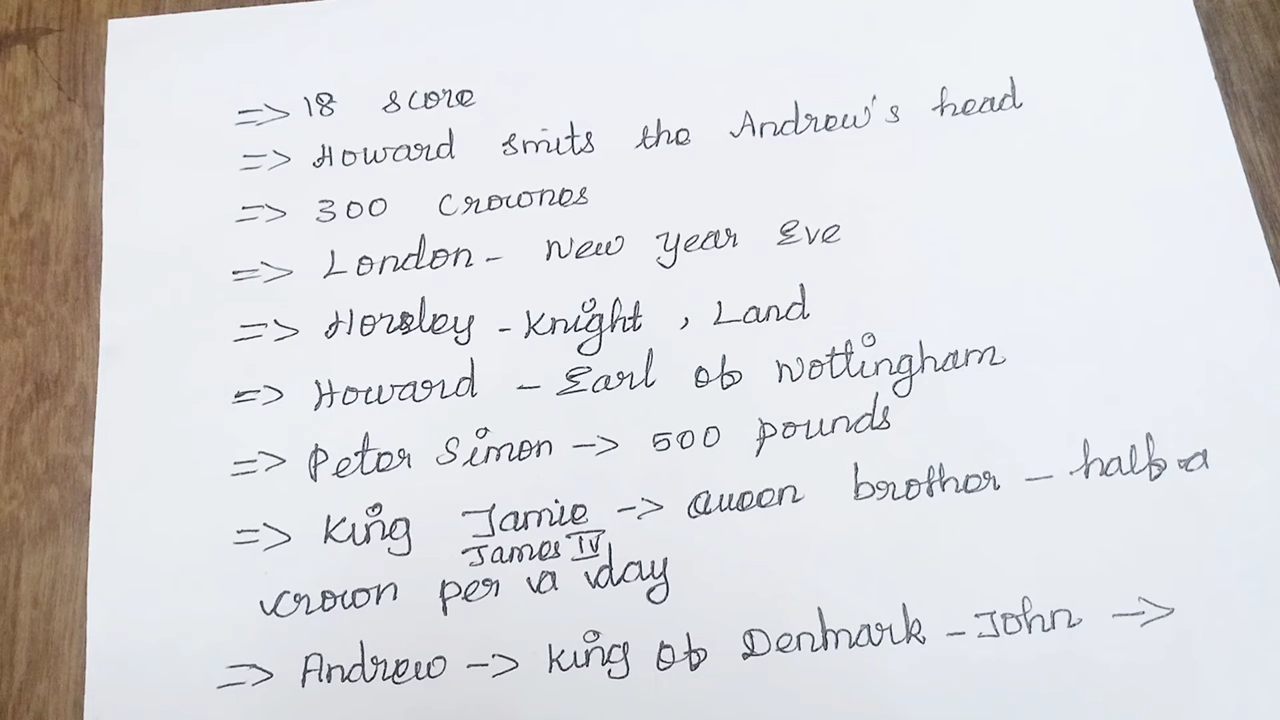 => 18 score
=> Howard smits the Andrew's head
=> 300 Crownes
=> London - New year Eve
=> Horsley - Knight , Land
=> Howard - Earl of Nottingham
=> Peter Simon -> 500 pounds
=> King Jamie -> Queen brother - half a
James IV
crown per a day
=> Andrew -> King of Denmark - John ->